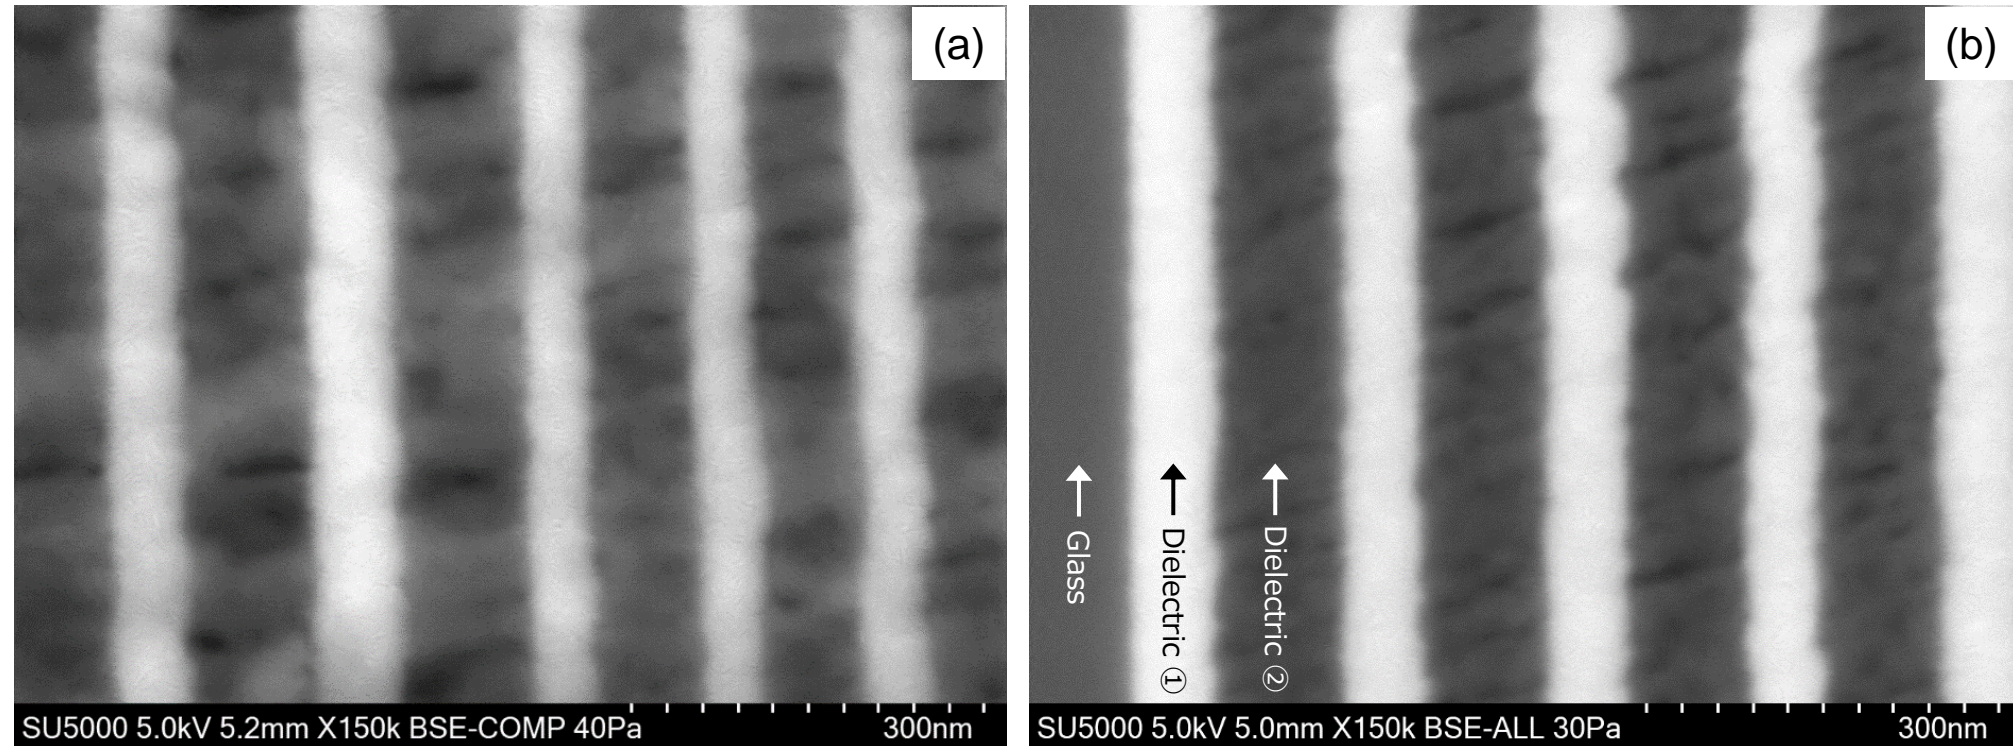 (a)
(b)
Glass
Dielectric ①
Dielectric ②
SU5000 5.0kV 5.2mm X150k BSE-COMP 40Pa 300nm
SU5000 5.0kV 5.0mm X150k BSE-ALL 30Pa 300nm